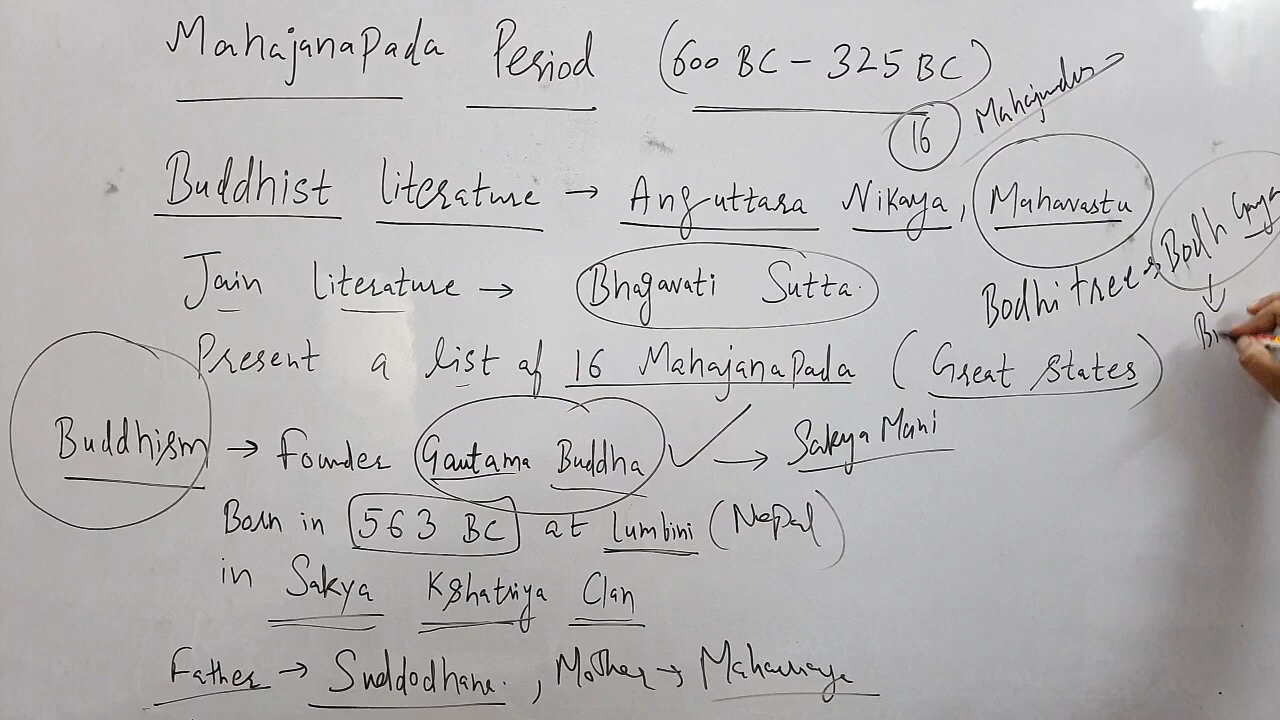 Mahajanapada Period (600 BC - 325 BC)
16
Buddhist literature → Anguttara Nikaya, Mahavastu
Jain literature → Bhagavati Sutta.
Bodhi tree → Bodh Gaya
↓
Present a list of 16 Mahajanapada (Great States)
Buddhism → Founder Gautama Buddha → Sakya Muni
Born in 563 BC at Lumbini (Nepal)
in Sakya Kshatriya Clan
Father → Suddodhana. , Mother → Mahamaya